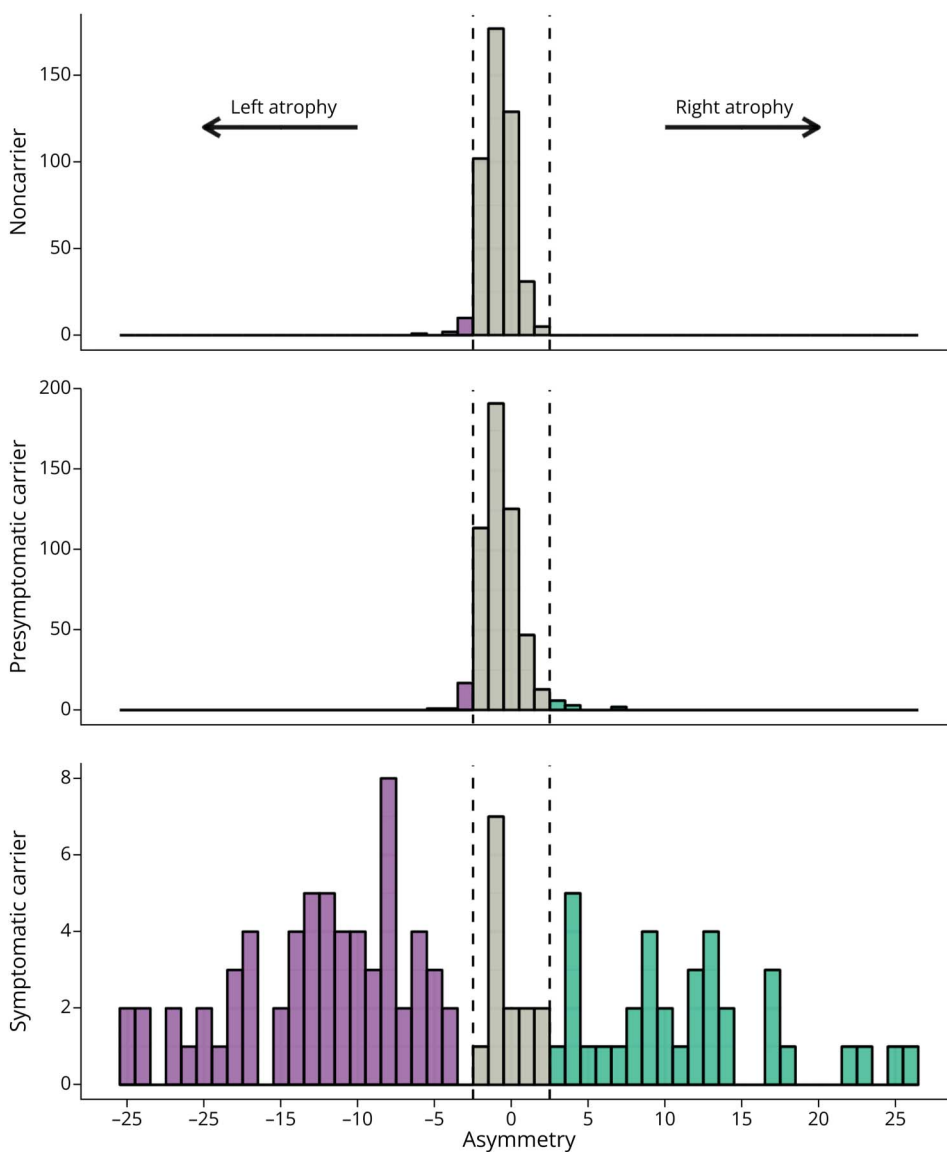 Noncarrier
150
100
50
0
Left atrophy
Right atrophy
Presymptomatic carrier
200
150
100
50
0
Symptomatic carrier
8
6
4
2
0
–25 –25 –15 –10 –5 0 5 10 15 20 25
Asymmetry